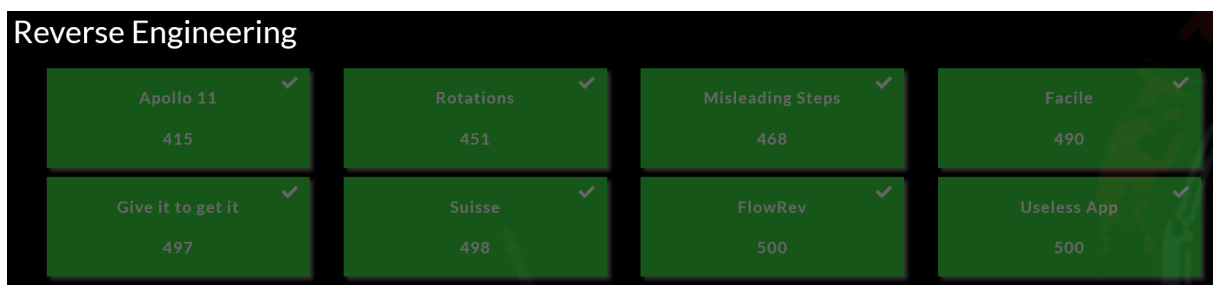 Reverse Engineering
Apollo 11
415
Rotations
451
Misleading Steps
468
Facile
490
Give it to get it
497
Suisse
498
FlowRev
500
Useless App
500